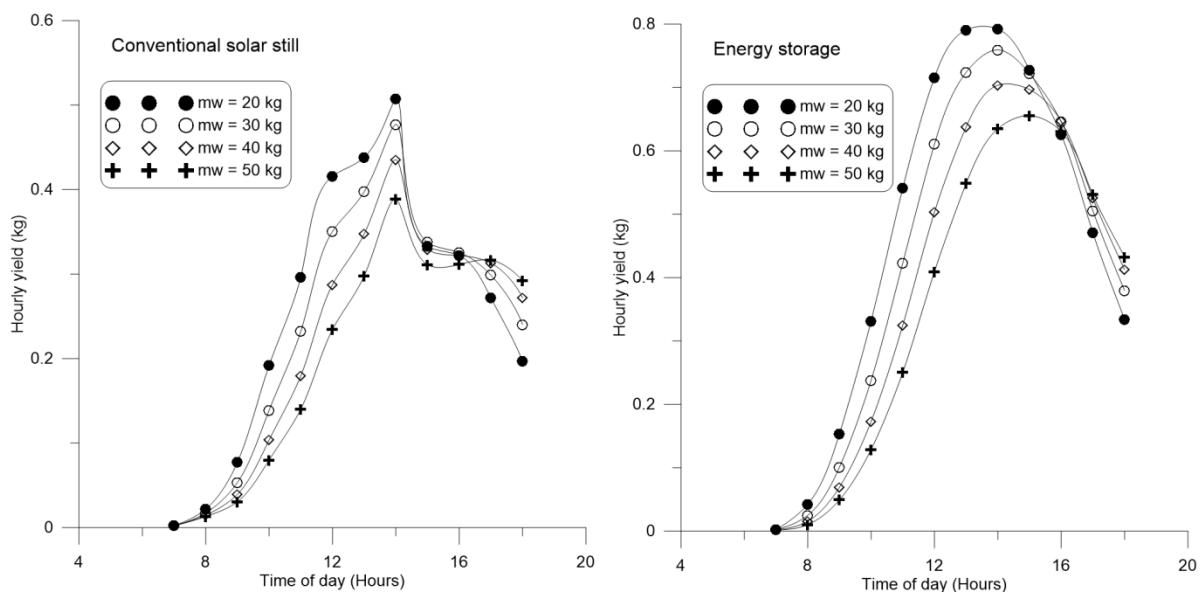 Conventional solar still
mw = 20 kg
mw = 30 kg
mw = 40 kg
mw = 50 kg
Hourly yield (kg)
0.6
0.4
0.2
0
4
8
12
16
20
Time of day (Hours)
Energy storage
mw = 20 kg
mw = 30 kg
mw = 40 kg
mw = 50 kg
Hourly yield (kg)
0.8
0.6
0.4
0.2
0
4
8
12
16
20
Time of day (Hours)